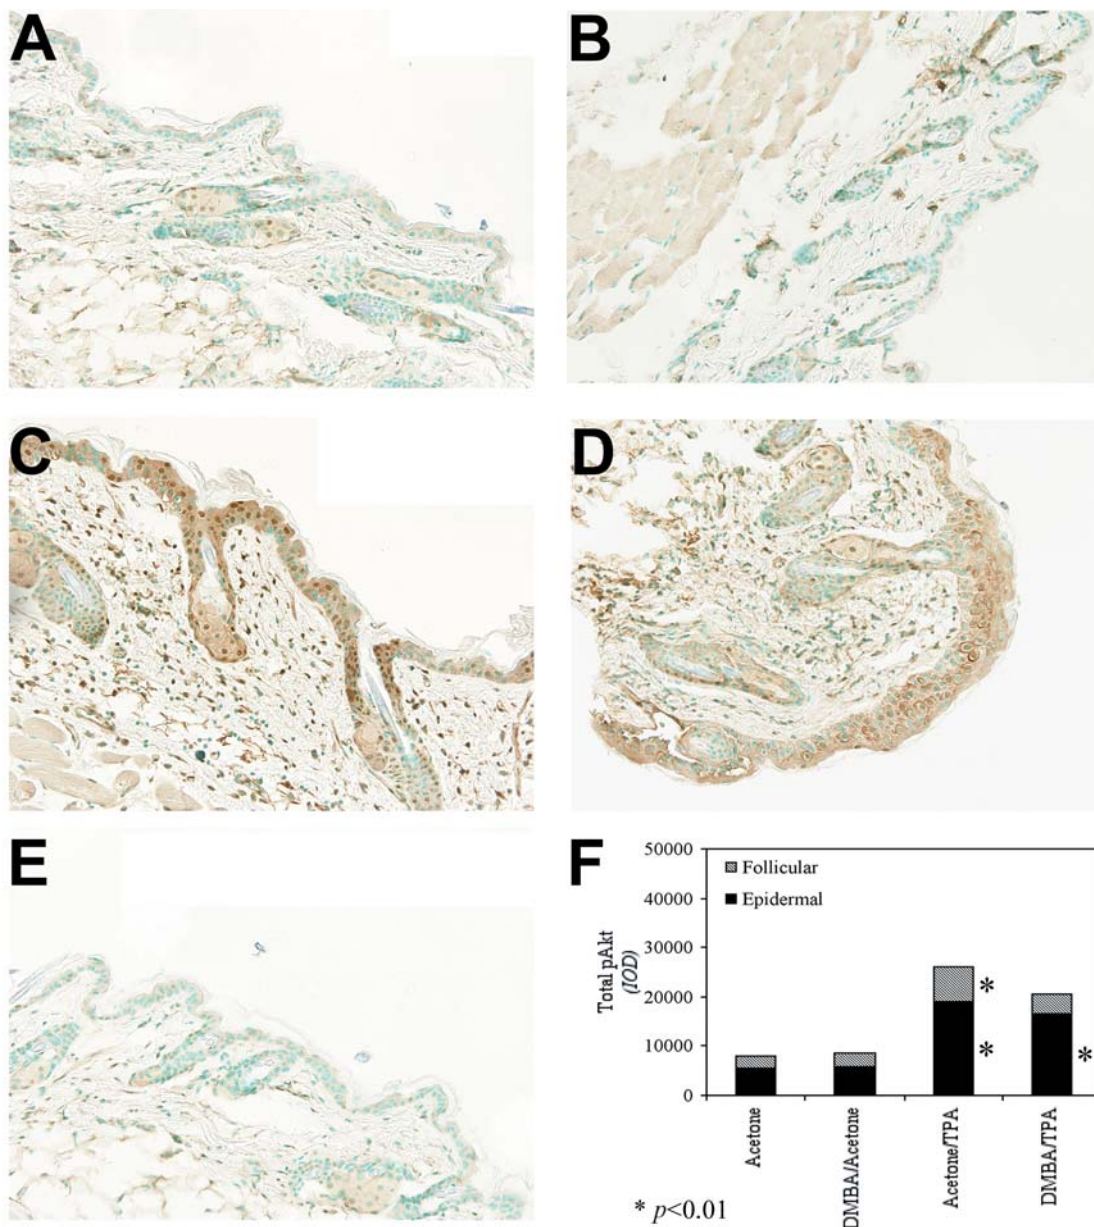 A
B
C
D
E
F
50000
40000
30000
20000
10000
0
Total pAkt
(IOD)
Follicular
Epidermal
*
*
*
Acetone
DMBA/Acetone
Acetone/TPA
DMBA/TPA
* p<0.01